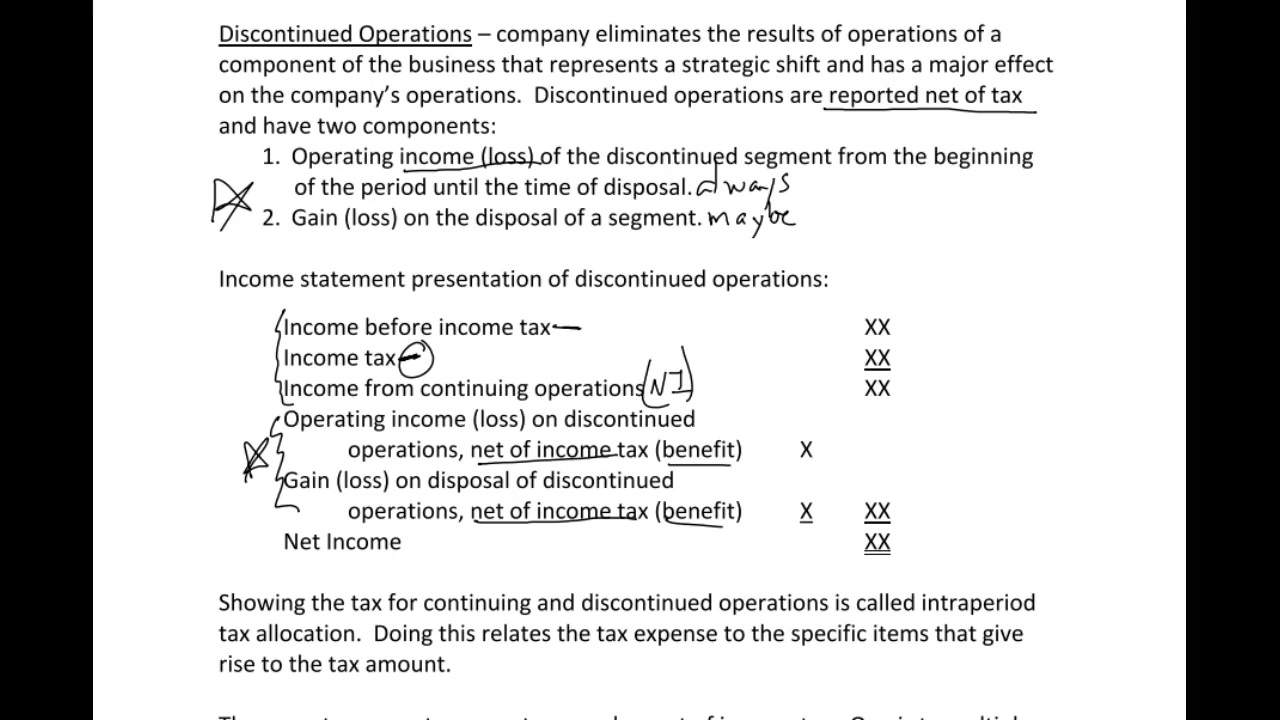 Discontinued Operations – company eliminates the results of operations of a
component of the business that represents a strategic shift and has a major effect
on the company's operations. Discontinued operations are reported net of tax
and have two components:
1. Operating income (loss) of the discontinued segment from the beginning
of the period until the time of disposal. always
2. Gain (loss) on the disposal of a segment. maybe
Income statement presentation of discontinued operations:
Income before income tax XX
Income tax XX
Income from continuing operations (NI) XX
Operating income (loss) on discontinued
operations, net of income tax (benefit) X
Gain (loss) on disposal of discontinued
operations, net of income tax (benefit) X XX
Net Income XX
Showing the tax for continuing and discontinued operations is called intraperiod
tax allocation. Doing this relates the tax expense to the specific items that give
rise to the tax amount.